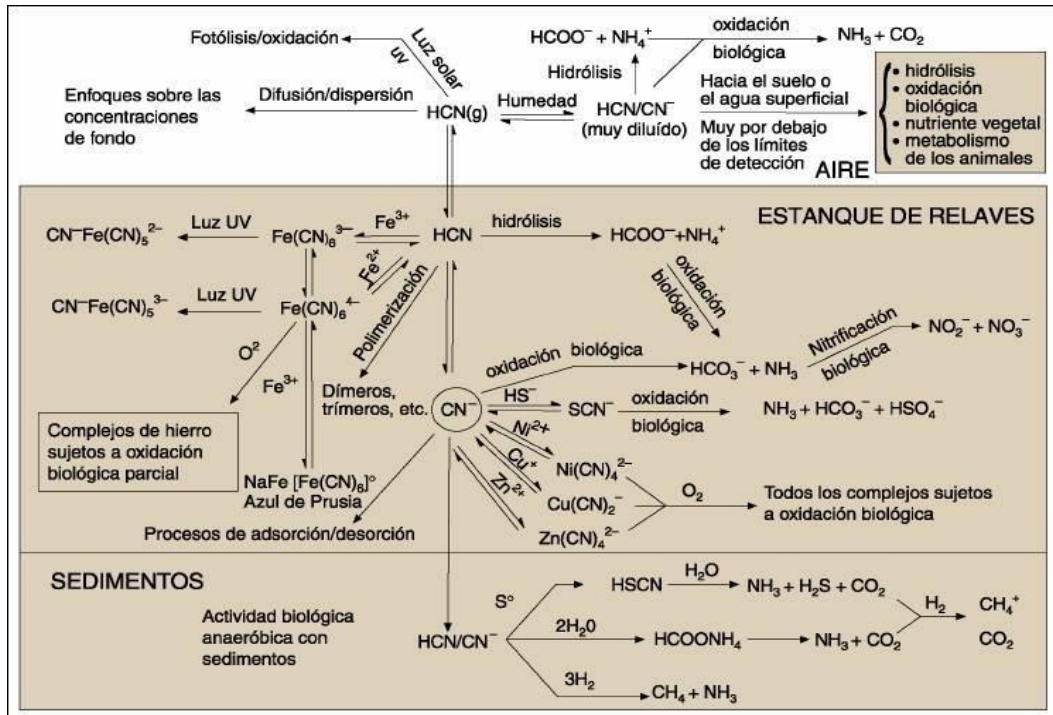 Fotólisis/oxidación
Luz solar
uv
HCOO⁻ + NH₄⁺
oxidación
biológica
NH₃ + CO₂
Enfoques sobre las
concentraciones
de fondo
Difusión/dispersión
HCN(g)
Humedad
Hidrólisis
HCN/CN⁻
(muy diluído)
Hacia el suelo o
el agua superficial
Muy por debajo
de los límites
de detección
• hidrólisis
• oxidación
biológica
• nutriente vegetal
• metabolismo
de los animales
AIRE
ESTANQUE DE RELAVES
CN⁻Fe(CN)₅²⁻
Luz UV
Fe(CN)₆³⁻
Fe³⁺
HCN
hidrólisis
HCOO⁻+NH₄⁺
Fe²⁺
CN⁻Fe(CN)₅³⁻
Luz UV
Fe(CN)₆⁴⁻
Polimerización
oxidación
biológica
O²
Fe³⁺
Dímeros,
trímeros, etc.
oxidación biológica
HCO₃⁻ + NH₃
Nitrificación
biológica
NO₂⁻ + NO₃⁻
CN⁻
HS⁻
SCN⁻
oxidación
biológica
NH₃ + HCO₃⁻ + HSO₄⁻
Complejos de hierro
sujetos a oxidación
biológica parcial
Ni²⁺
Ni(CN)₄²⁻
Cu⁺
Cu(CN)₂⁻
Zn²⁺
Zn(CN)₄²⁻
O₂
Todos los complejos sujetos
a oxidación biológica
NaFe [Fe(CN)₆]°
Azul de Prusia
Procesos de adsorción/desorción
SEDIMENTOS
Actividad biológica
anaeróbica con
sedimentos
HCN/CN⁻
S°
HSCN
H₂O
NH₃ + H₂S + CO₂
2H₂0
HCOONH₄
NH₃ + CO₂
H₂
CH₄⁺
CO₂
3H₂
CH₄ + NH₃